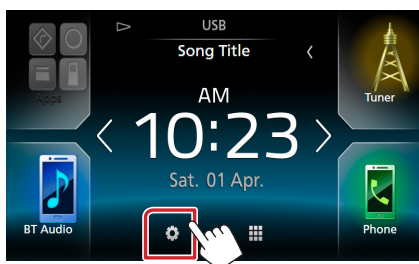 USB
Song Title
Apps
AM
Tuner
10:23
Sat. 01 Apr.
BT Audio
Phone